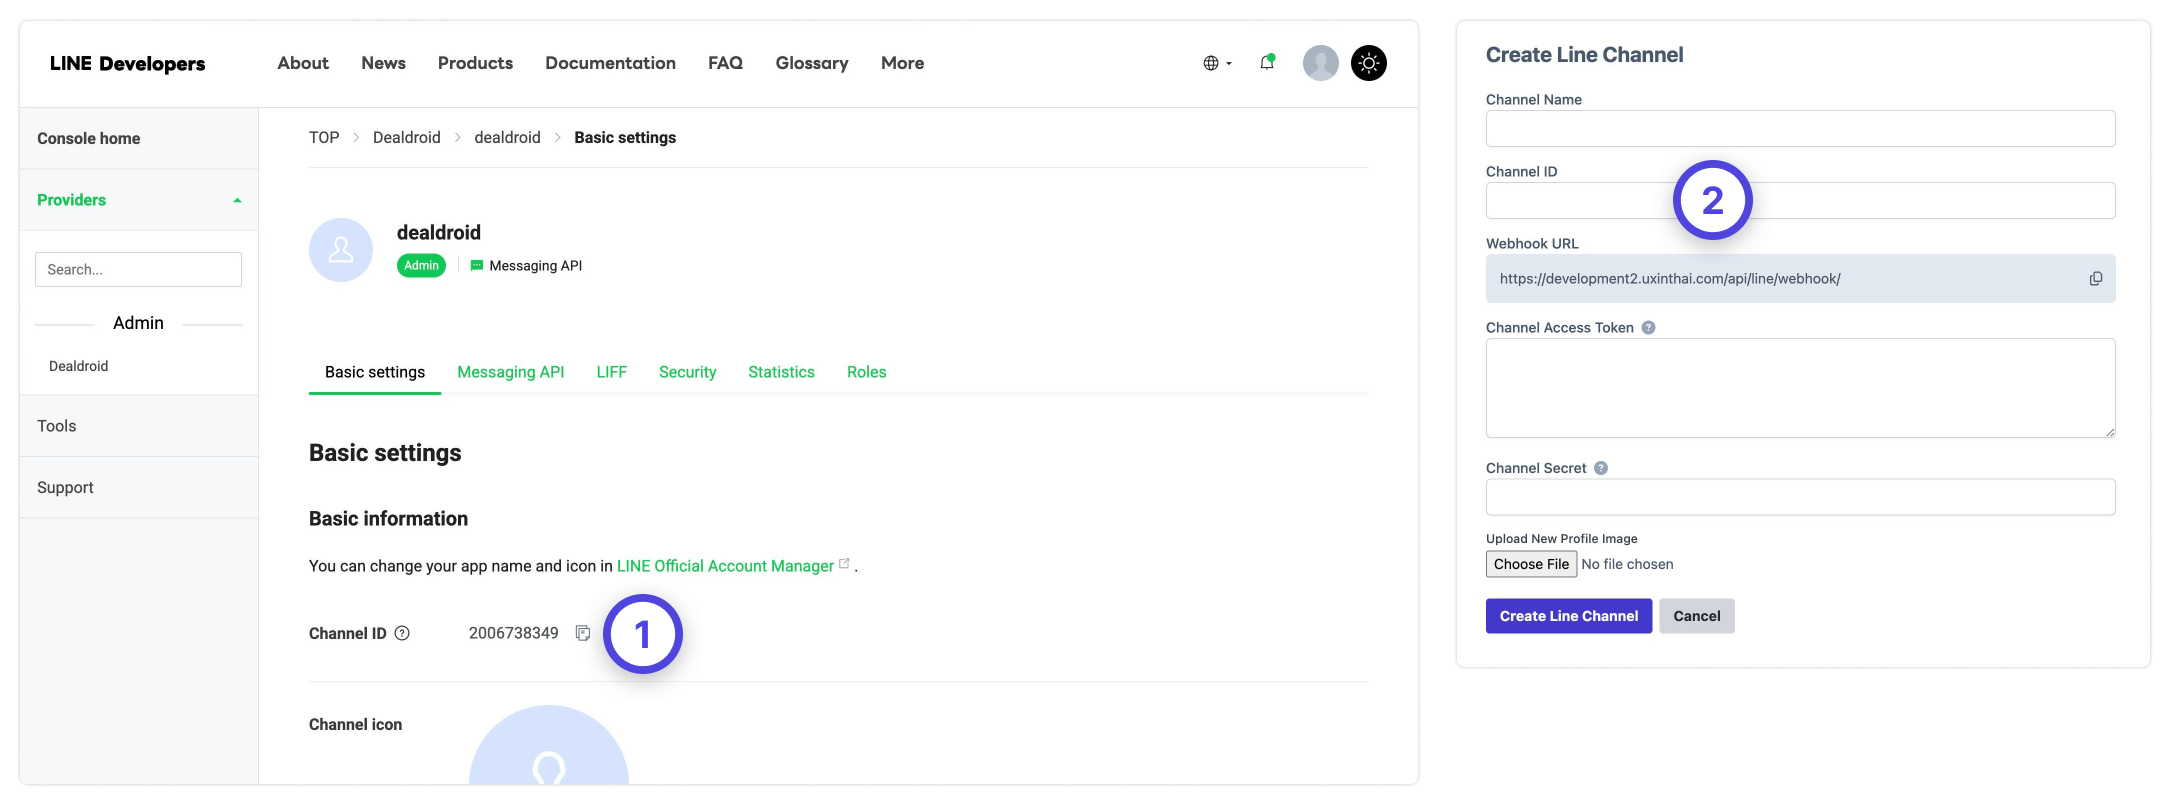 LINE Developers About News Products Documentation FAQ Glossary More
Console home
Providers
Search...
Admin
Dealdroid
Tools
Support
TOP > Dealdroid > dealdroid > Basic settings
dealdroid
Admin Messaging API
Basic settings Messaging API LIFF Security Statistics Roles
Basic settings
Basic information
You can change your app name and icon in LINE Official Account Manager .
Channel ID ? 2006738349 1
Channel icon
Create Line Channel
Channel Name
Channel ID
2
Webhook URL
https://development2.uxinthai.com/api/line/webhook/
Channel Access Token ?
Channel Secret ?
Upload New Profile Image
Choose File No file chosen
Create Line Channel Cancel